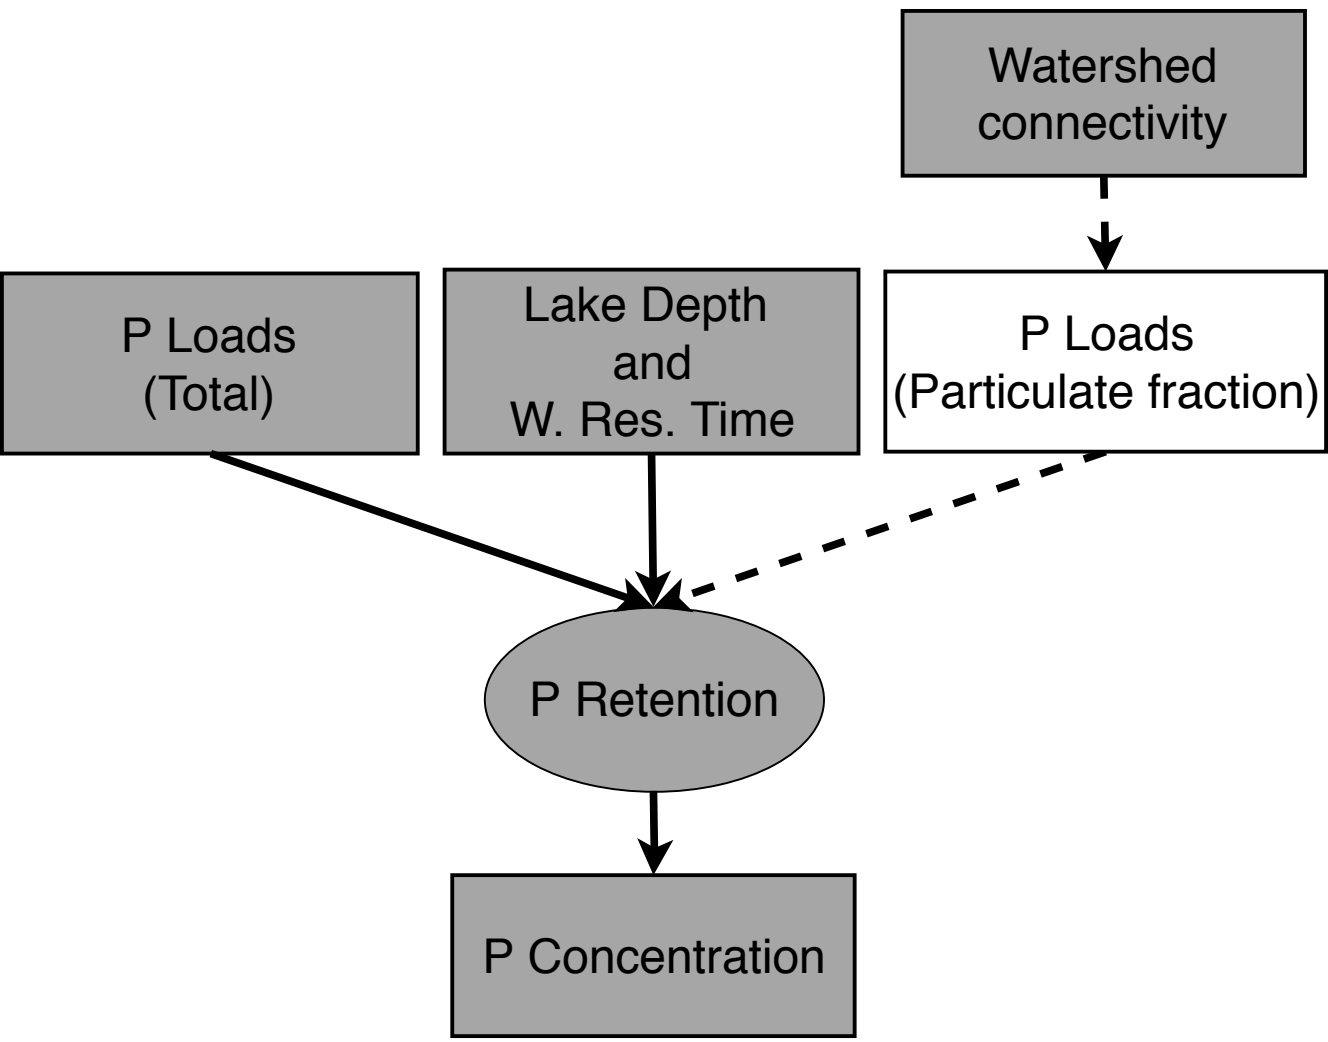 Watershed
connectivity
P Loads
(Total)
Lake Depth
and
W. Res. Time
P Loads
(Particulate fraction)
P Retention
P Concentration